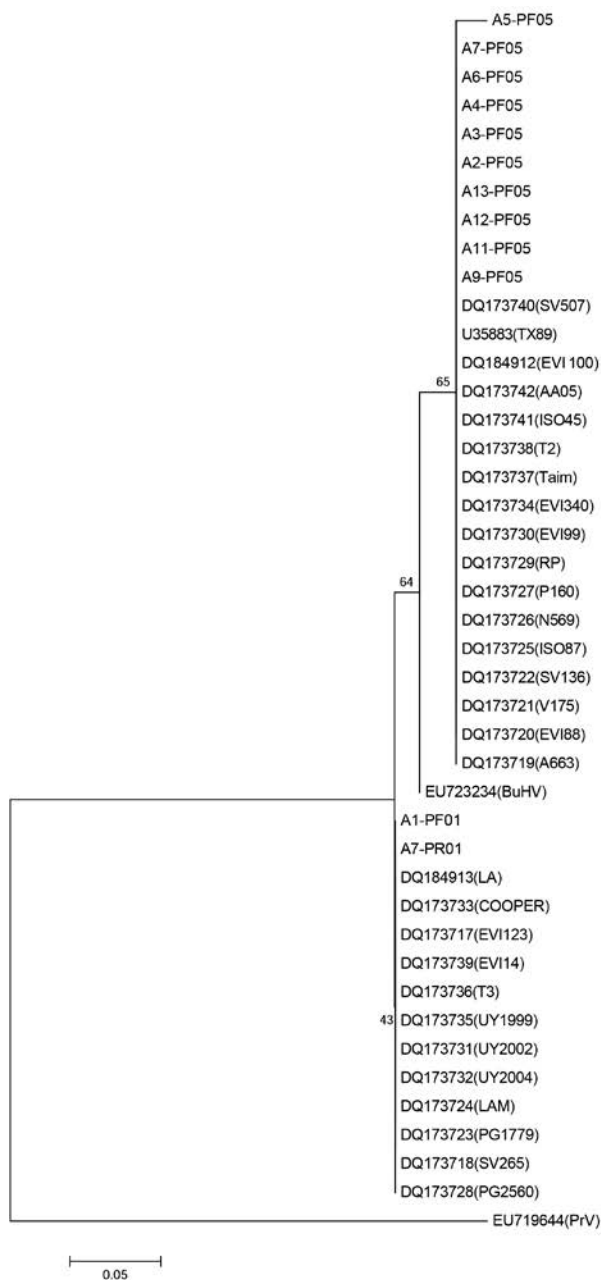 A5-PF05
A7-PF05
A6-PF05
A4-PF05
A3-PF05
A2-PF05
A13-PF05
A12-PF05
A11-PF05
A9-PF05
DQ173740(SV507)
U35883(TX89)
DQ184912(EVI 100)
65
DQ173742(AA05)
DQ173741(ISO45)
DQ173738(T2)
DQ173737(Taim)
DQ173734(EVI340)
DQ173730(EVI99)
DQ173729(RP)
64
DQ173727(P160)
DQ173726(N569)
DQ173725(ISO87)
DQ173722(SV136)
DQ173721(V175)
DQ173720(EVI88)
DQ173719(A663)
EU723234(BuHV)
A1-PF01
A7-PR01
DQ184913(LA)
DQ173733(COOPER)
DQ173717(EVI123)
DQ173739(EVI14)
DQ173736(T3)
43
DQ173735(UY1999)
DQ173731(UY2002)
DQ173732(UY2004)
DQ173724(LAM)
DQ173723(PG1779)
DQ173718(SV265)
DQ173728(PG2560)
EU719644(PrV)
0.05